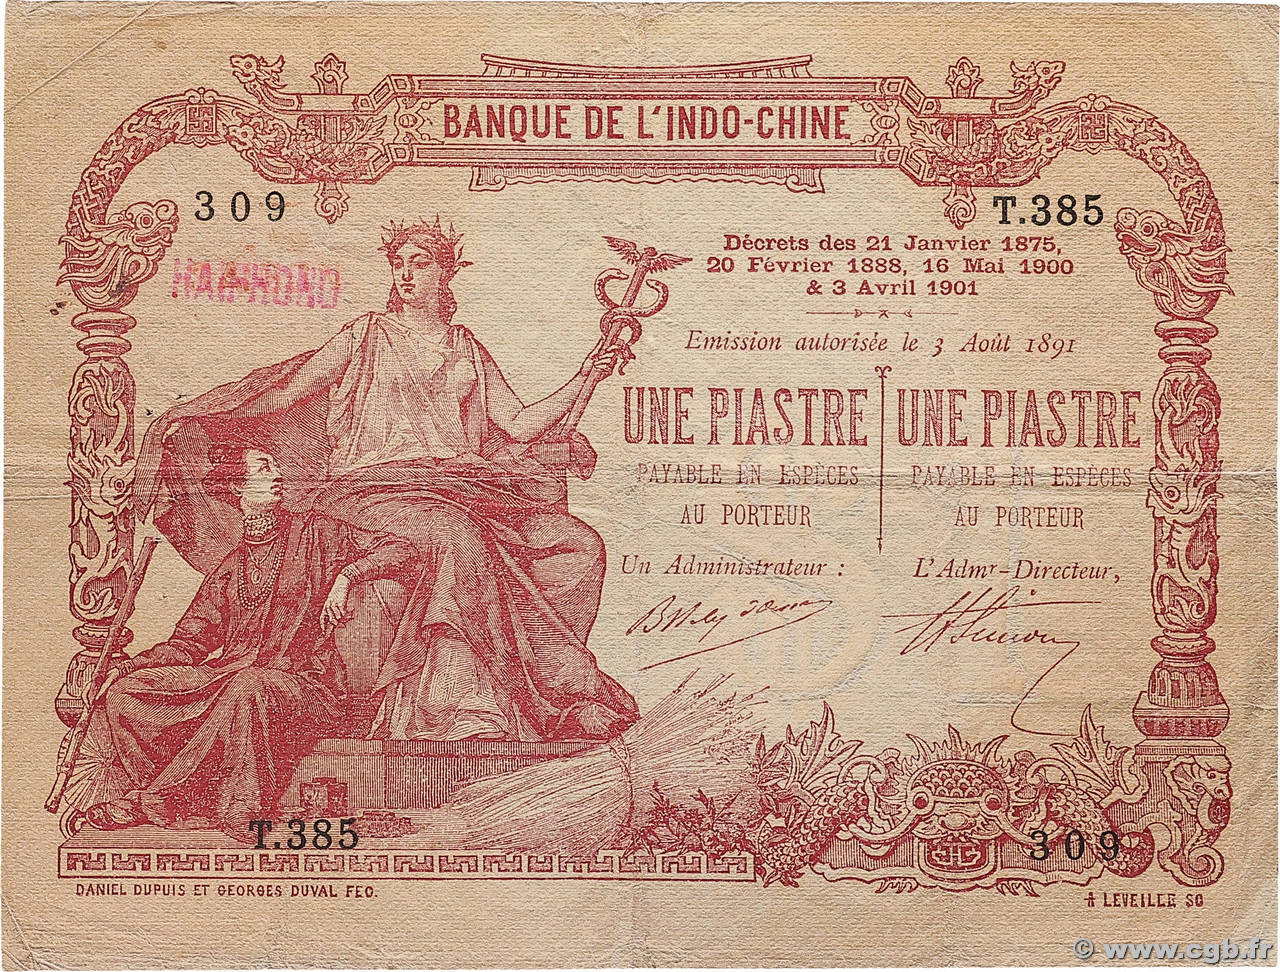 BANQUE DE L'INDO-CHINE
309
T.385
Décrets des 21 Janvier 1875,
20 Février 1888, 16 Mai 1900
& 3 Avril 1901
Emission autorisée le 3 Août 1891
UNE PIASTRE
PAYABLE EN ESPÈCES
AU PORTEUR
Un Administrateur :
UNE PIASTRE
PAYABLE EN ESPÈCES
AU PORTEUR
L'Admr-Directeur,
T.385
309
DANIEL DUPUIS ET GEORGES DUVAL FEC.
A LEVEILLE SC
© www.cgb.fr